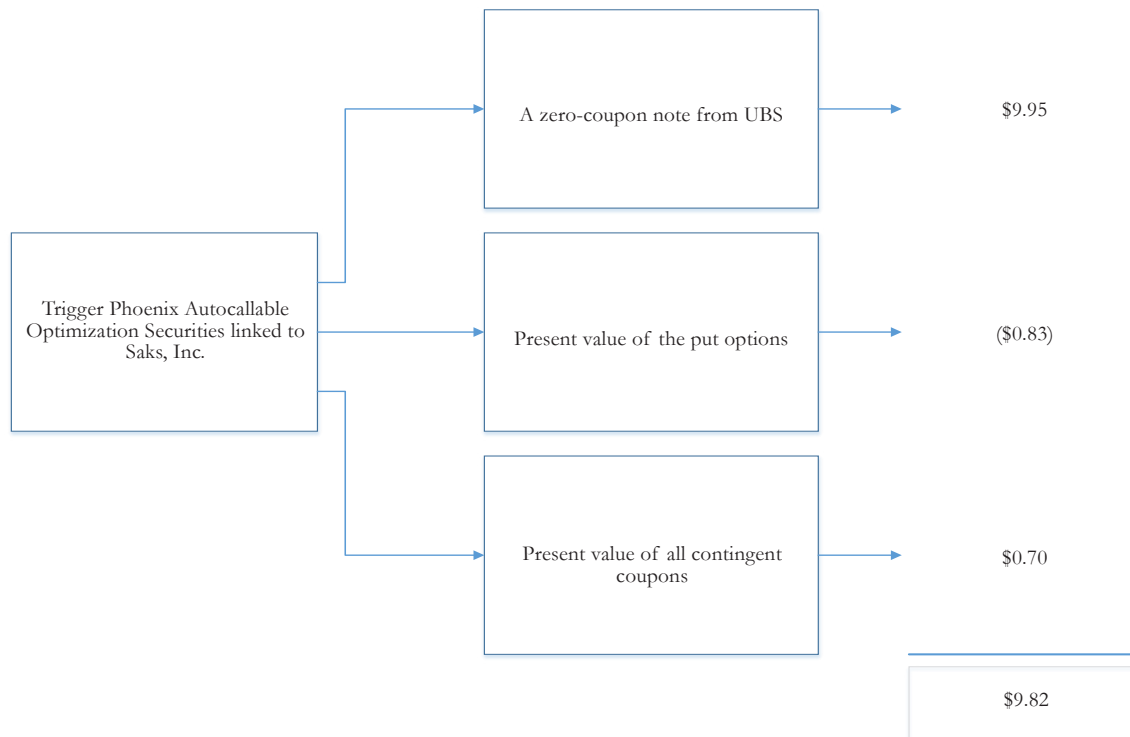 A zero-coupon note from UBS
$9.95
Trigger Phoenix Autocallable
Optimization Securities linked to
Saks, Inc.
Present value of the put options
($0.83)
Present value of all contingent
coupons
$0.70
$9.82